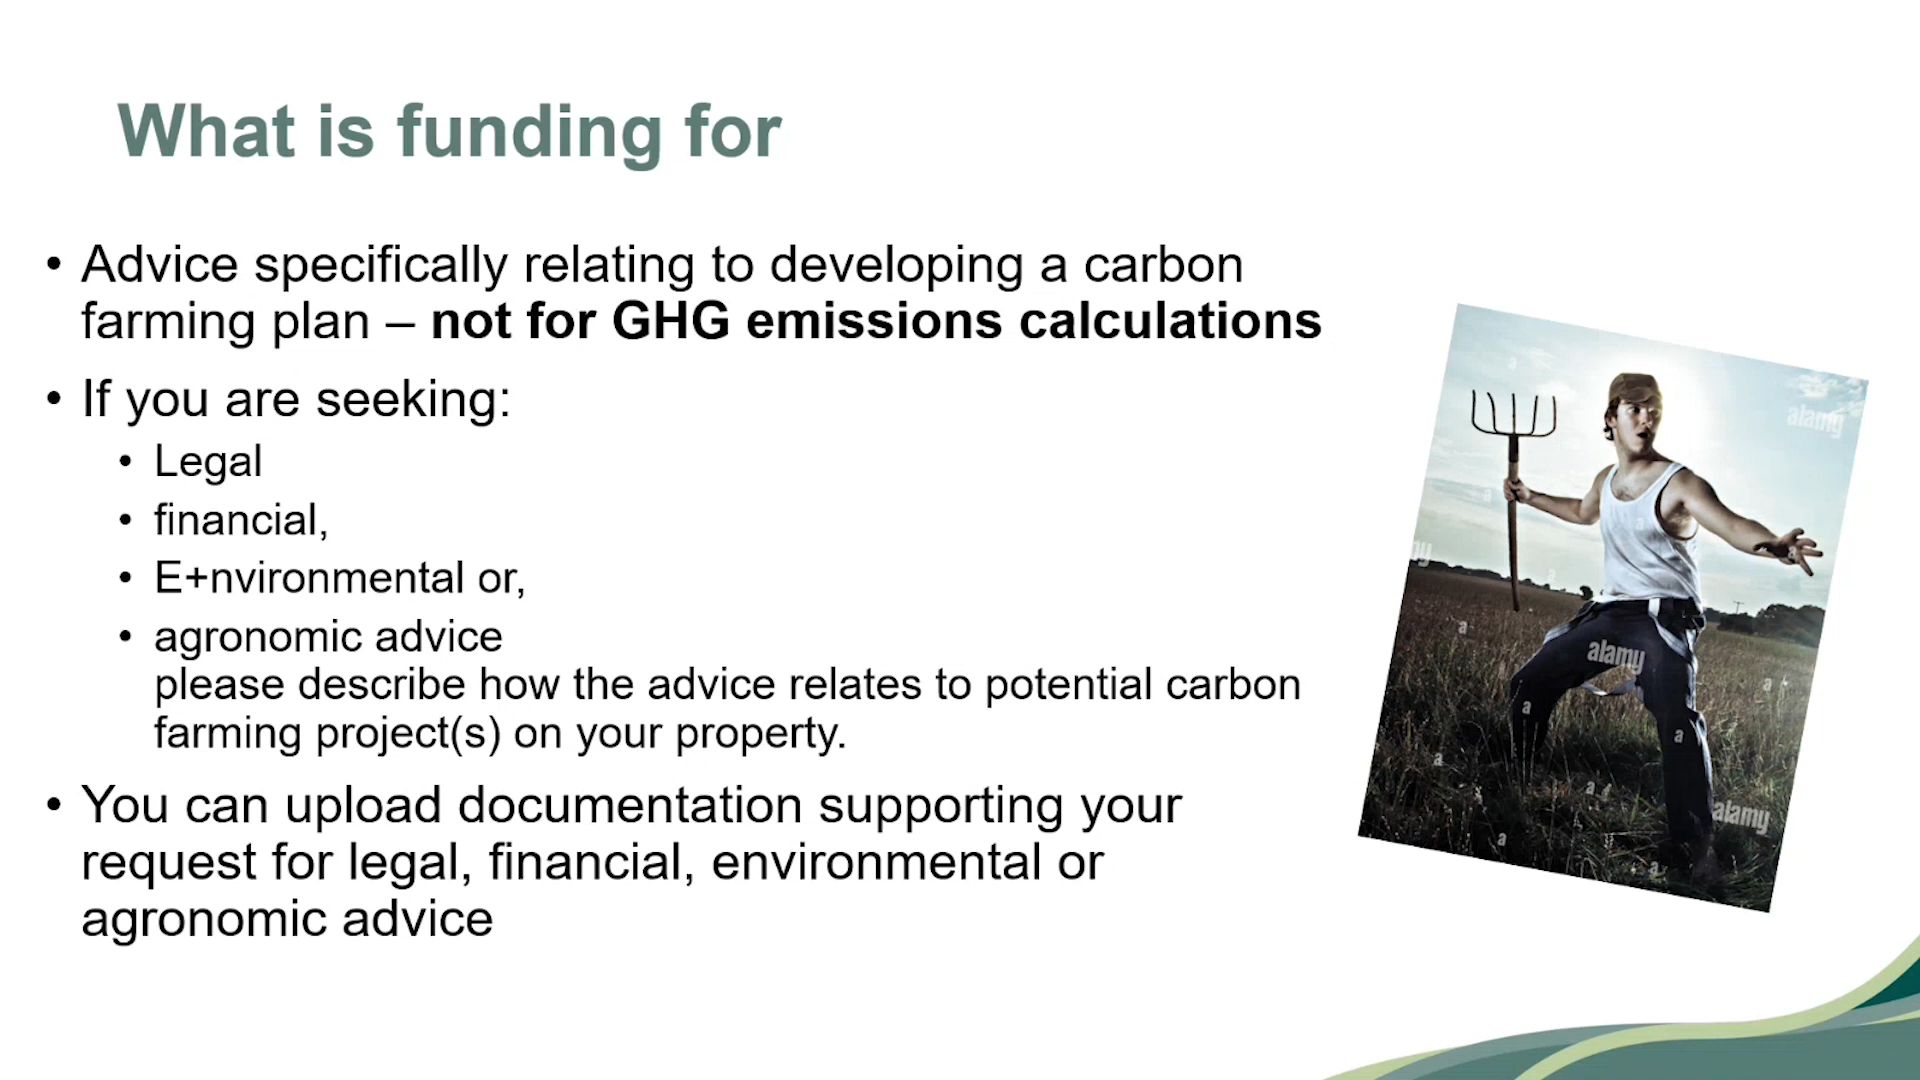 What is funding for
• Advice specifically relating to developing a carbon
farming plan – not for GHG emissions calculations
• If you are seeking:
• Legal
• financial,
• E+nvironmental or,
• agronomic advice
please describe how the advice relates to potential carbon
farming project(s) on your property.
• You can upload documentation supporting your
request for legal, financial, environmental or
agronomic advice
alamy
alamy
alamy